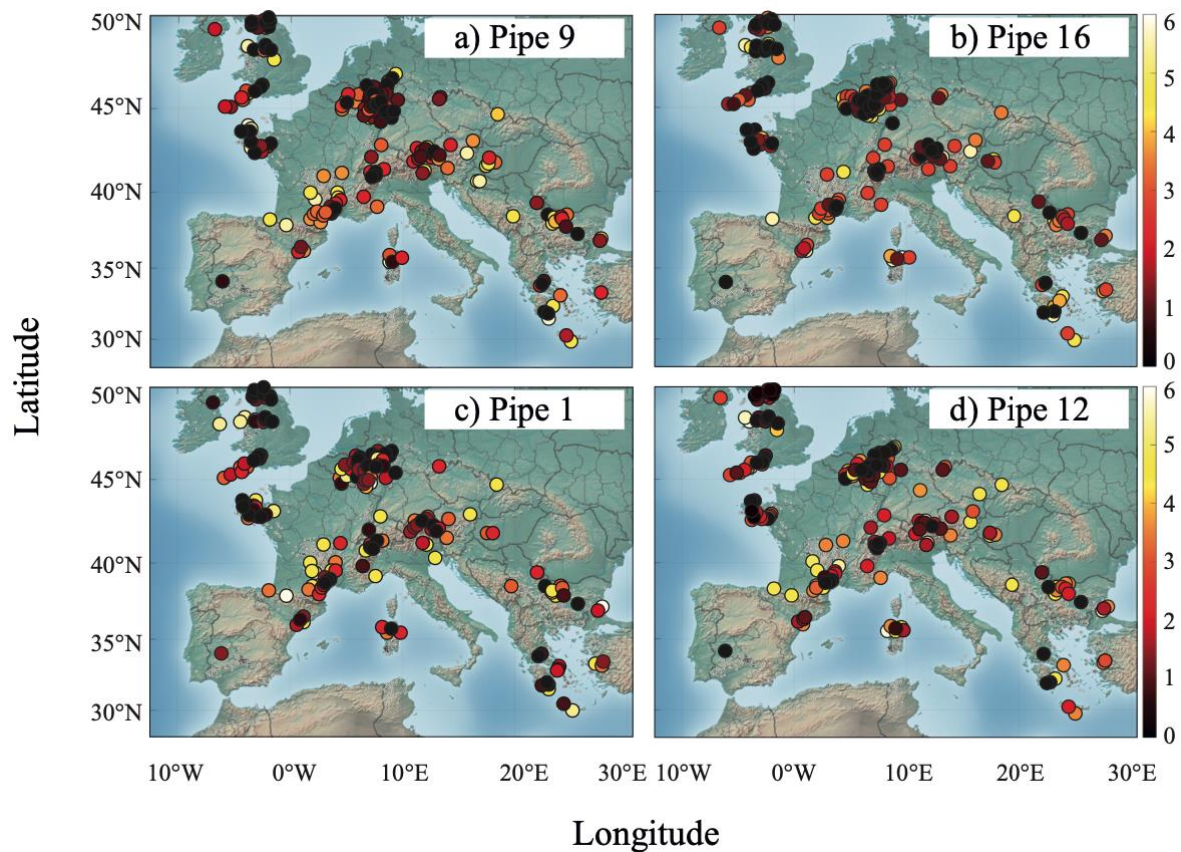 50°N
45°N
40°N
35°N
30°N
a) Pipe 9
b) Pipe 16
6
5
4
3
2
1
0
Latitude
50°N
45°N
40°N
35°N
30°N
c) Pipe 1
d) Pipe 12
6
5
4
3
2
1
0
10°W
0°W
10°E
20°E
30°E
10°W
0°W
10°E
20°E
30°E
Longitude